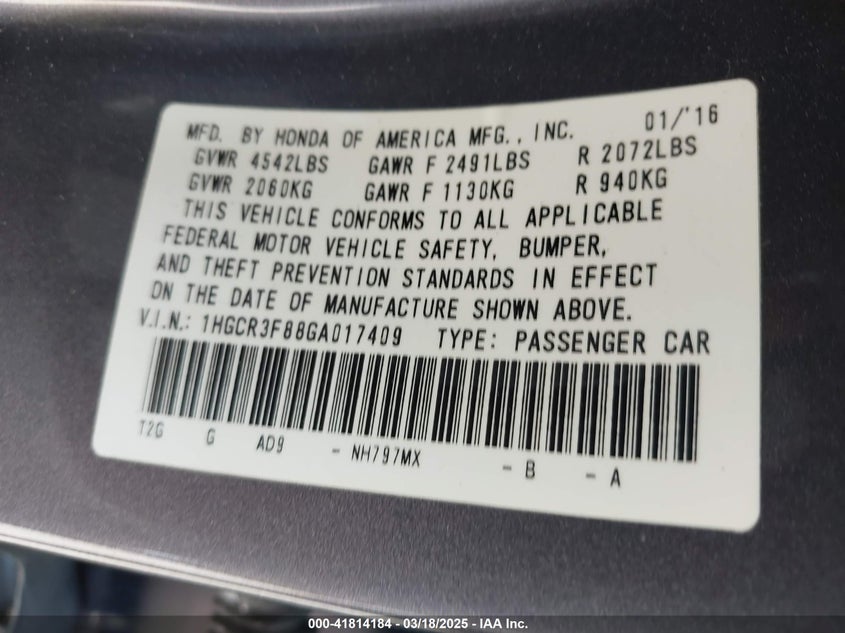 MFD. BY HONDA OF AMERICA MFG., INC. 01/'16
GVWR 4542LBS GAWR F 2491LBS R 2072LBS
GVWR 2060KG GAWR F 1130KG R 940KG
THIS VEHICLE CONFORMS TO ALL APPLICABLE
FEDERAL MOTOR VEHICLE SAFETY, BUMPER,
AND THEFT PREVENTION STANDARDS IN EFFECT
ON THE DATE OF MANUFACTURE SHOWN ABOVE.
V.I.N.: 1HGCR3F88GA017409 TYPE: PASSENGER CAR
T2G G AD9 - NH797MX - B - A
000-41814184 - 03/18/2025 - IAA Inc.